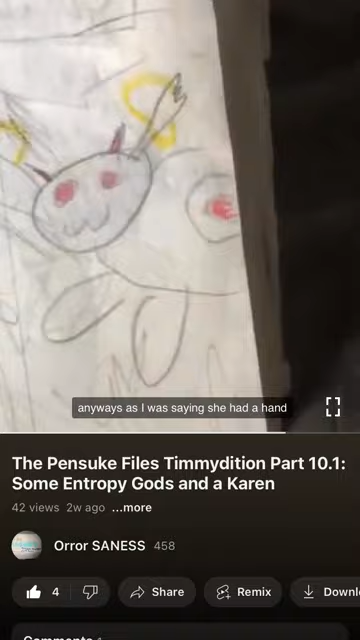 anyways as I was saying she had a hand
The Pensuke Files Timmydition Part 10.1:
Some Entropy Gods and a Karen
42 views 2w ago ...more
Orror SANESS 458
4 Share Remix Downl